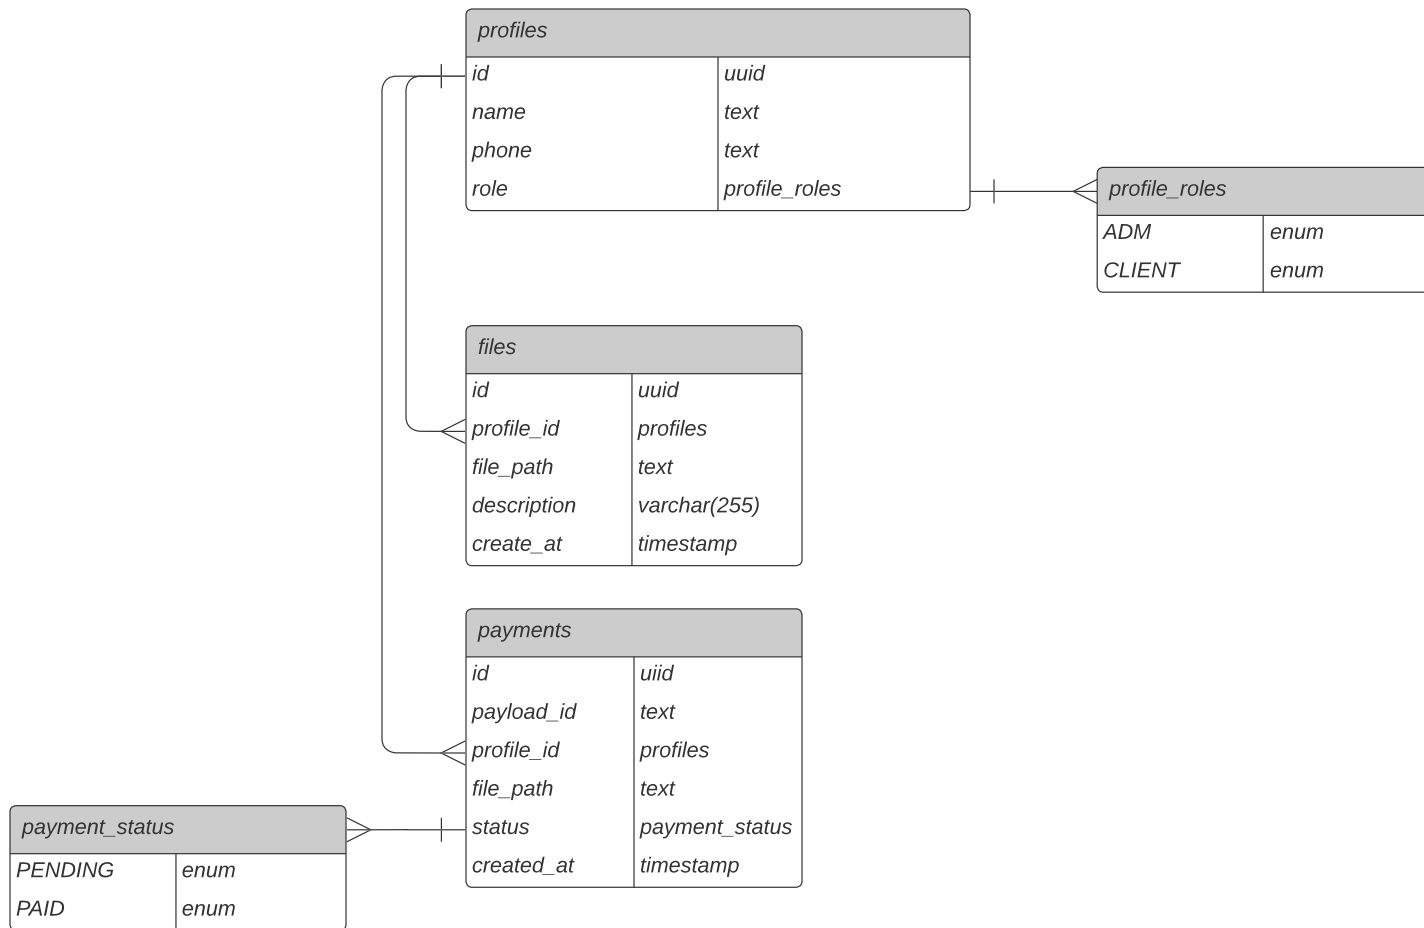 profiles
id uuid
name text
phone text
role profile_roles
profile_roles
ADM enum
CLIENT enum
files
id uuid
profile_id profiles
file_path text
description varchar(255)
create_at timestamp
payments
id uiid
payload_id text
profile_id profiles
file_path text
status payment_status
created_at timestamp
payment_status
PENDING enum
PAID enum